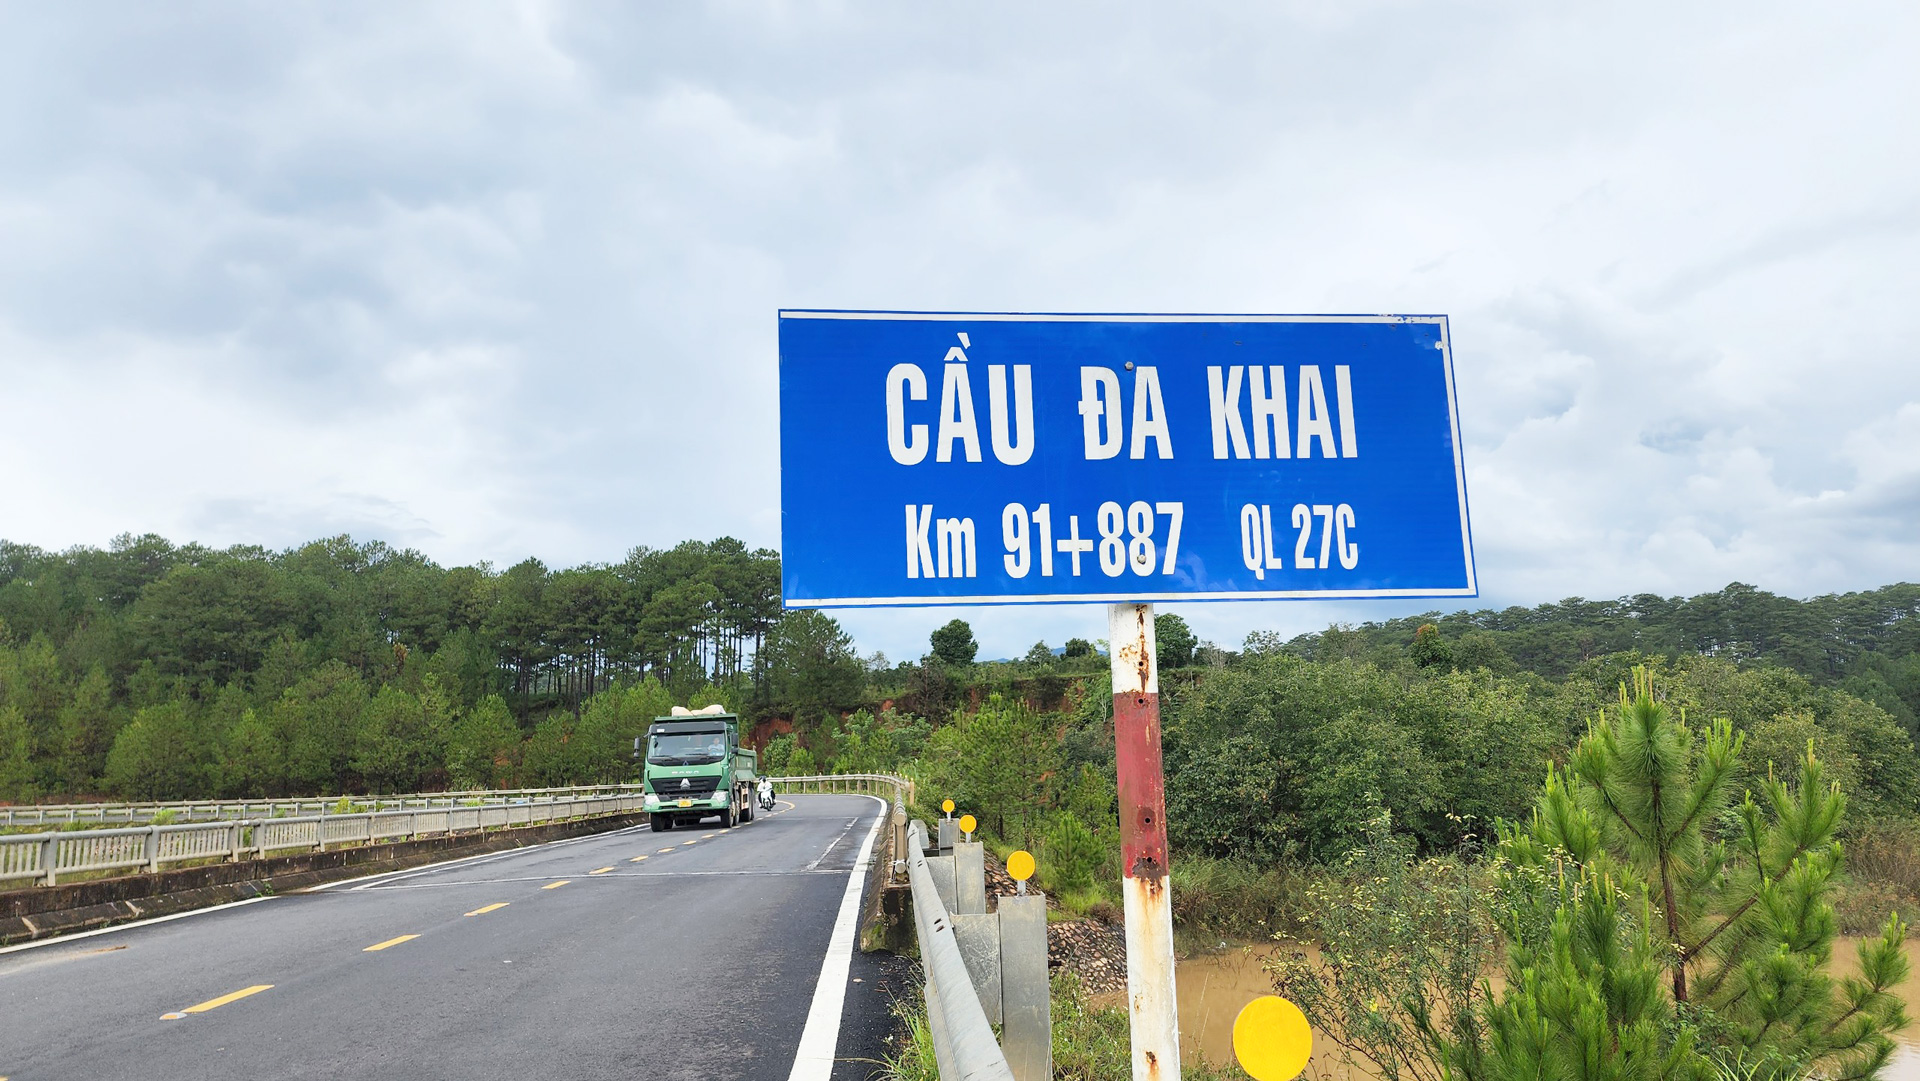 CẦU ĐA KHAI
Km 91+887 QL 27C